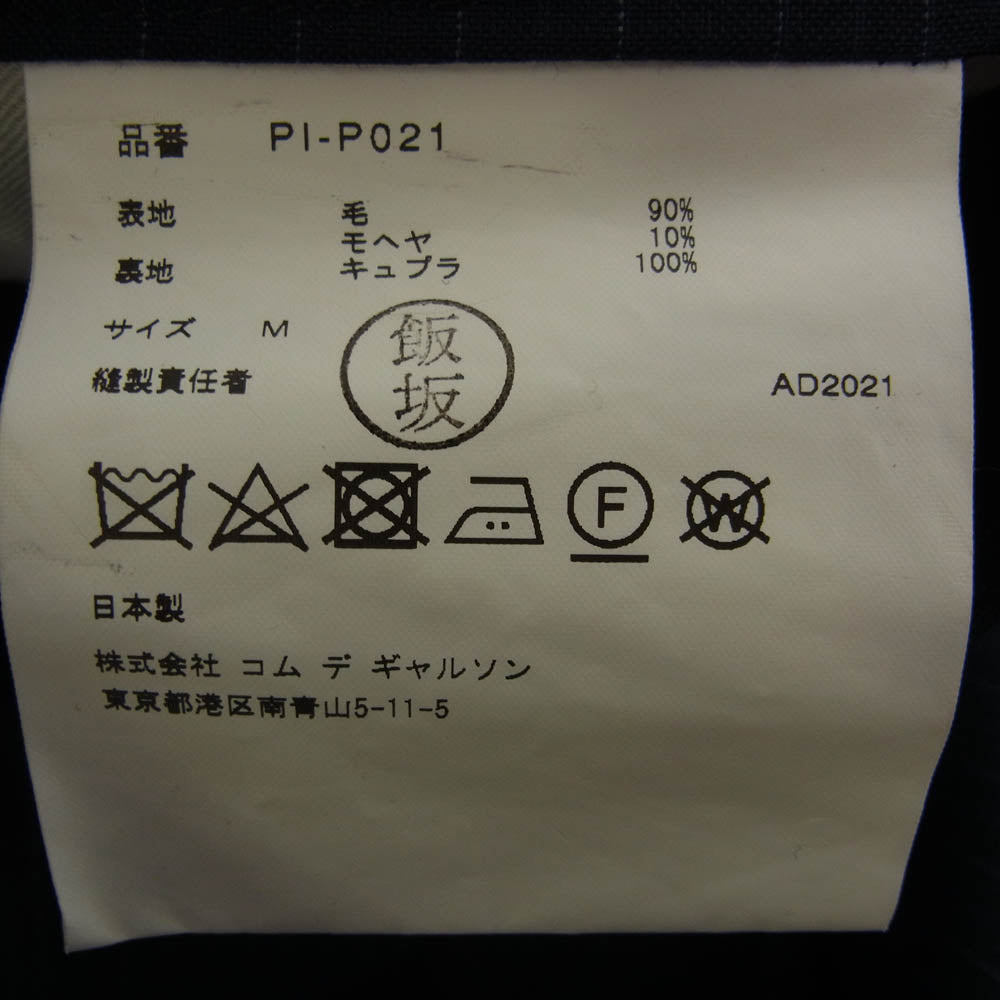 品番 PI-P021
表地 毛 90%
モヘヤ 10%
裏地 キュプラ 100%
サイズ M
飯
坂
縫製責任者 AD2021
F W
日本製
株式会社 コム デ ギャルソン
東京都港区南青山5-11-5